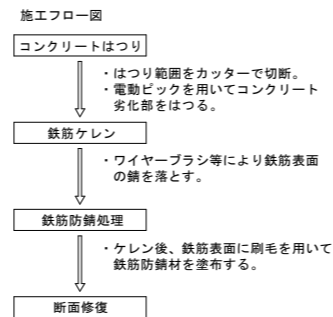 施工フロー図
コンクリートはつり
・はつり範囲をカッターで切断。
・電動ピックを用いてコンクリート
劣化部をはつる。
鉄筋ケレン
・ワイヤーブラシ等により鉄筋表面
の錆を落とす。
鉄筋防錆処理
・ケレン後、鉄筋表面に刷毛を用いて
鉄筋防錆材を塗布する。
断面修復